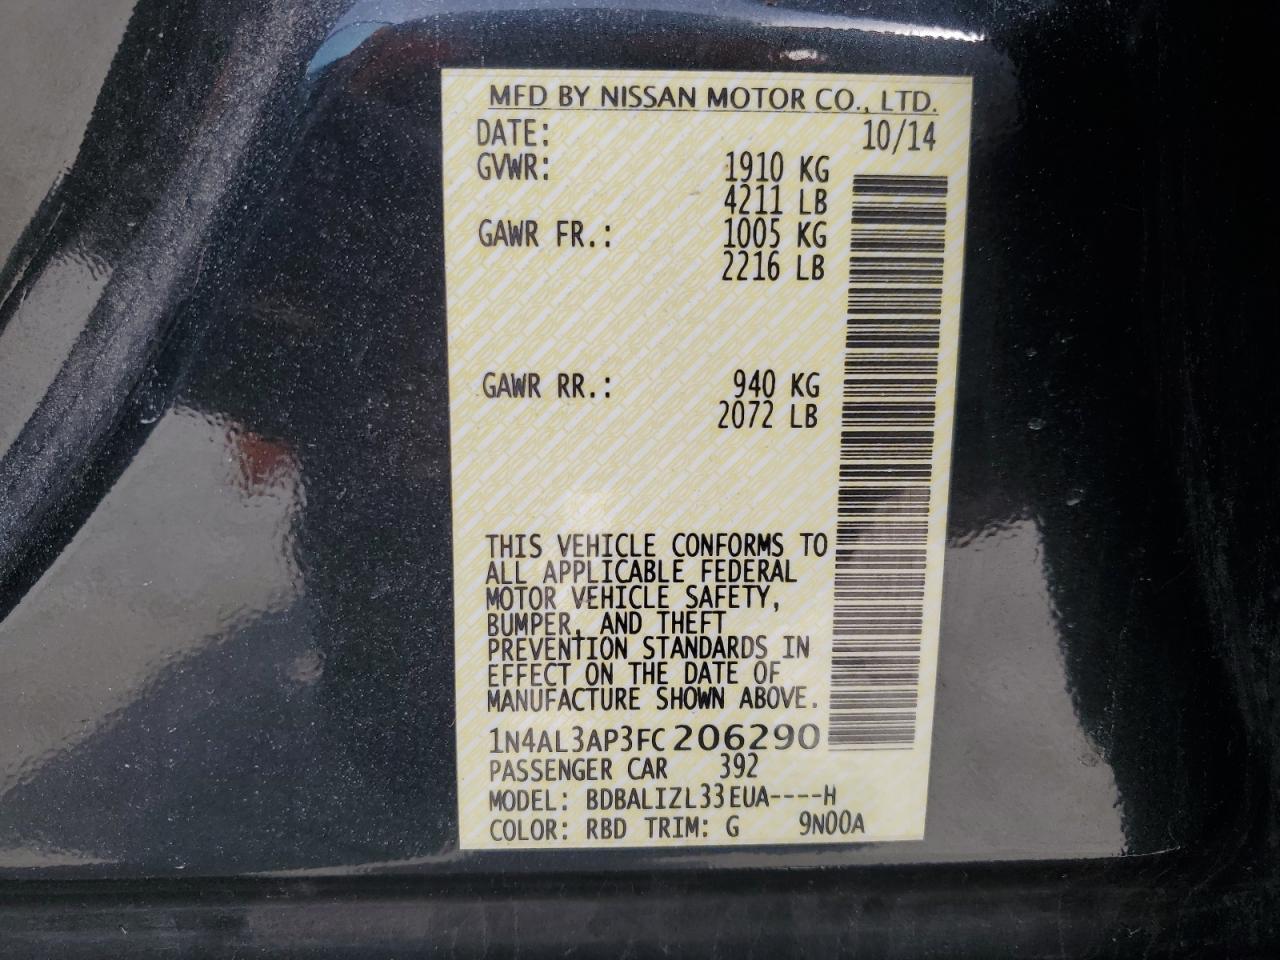 MFD BY NISSAN MOTOR CO., LTD.
DATE: 10/14
GVWR: 1910 KG
4211 LB
GAWR FR.: 1005 KG
2216 LB
GAWR RR.: 940 KG
2072 LB
THIS VEHICLE CONFORMS TO
ALL APPLICABLE FEDERAL
MOTOR VEHICLE SAFETY,
BUMPER, AND THEFT
PREVENTION STANDARDS IN
EFFECT ON THE DATE OF
MANUFACTURE SHOWN ABOVE.
1N4AL3AP3FC206290
PASSENGER CAR 392
MODEL: BDBALIZL33EUA----H
COLOR: RBD TRIM: G 9N00A